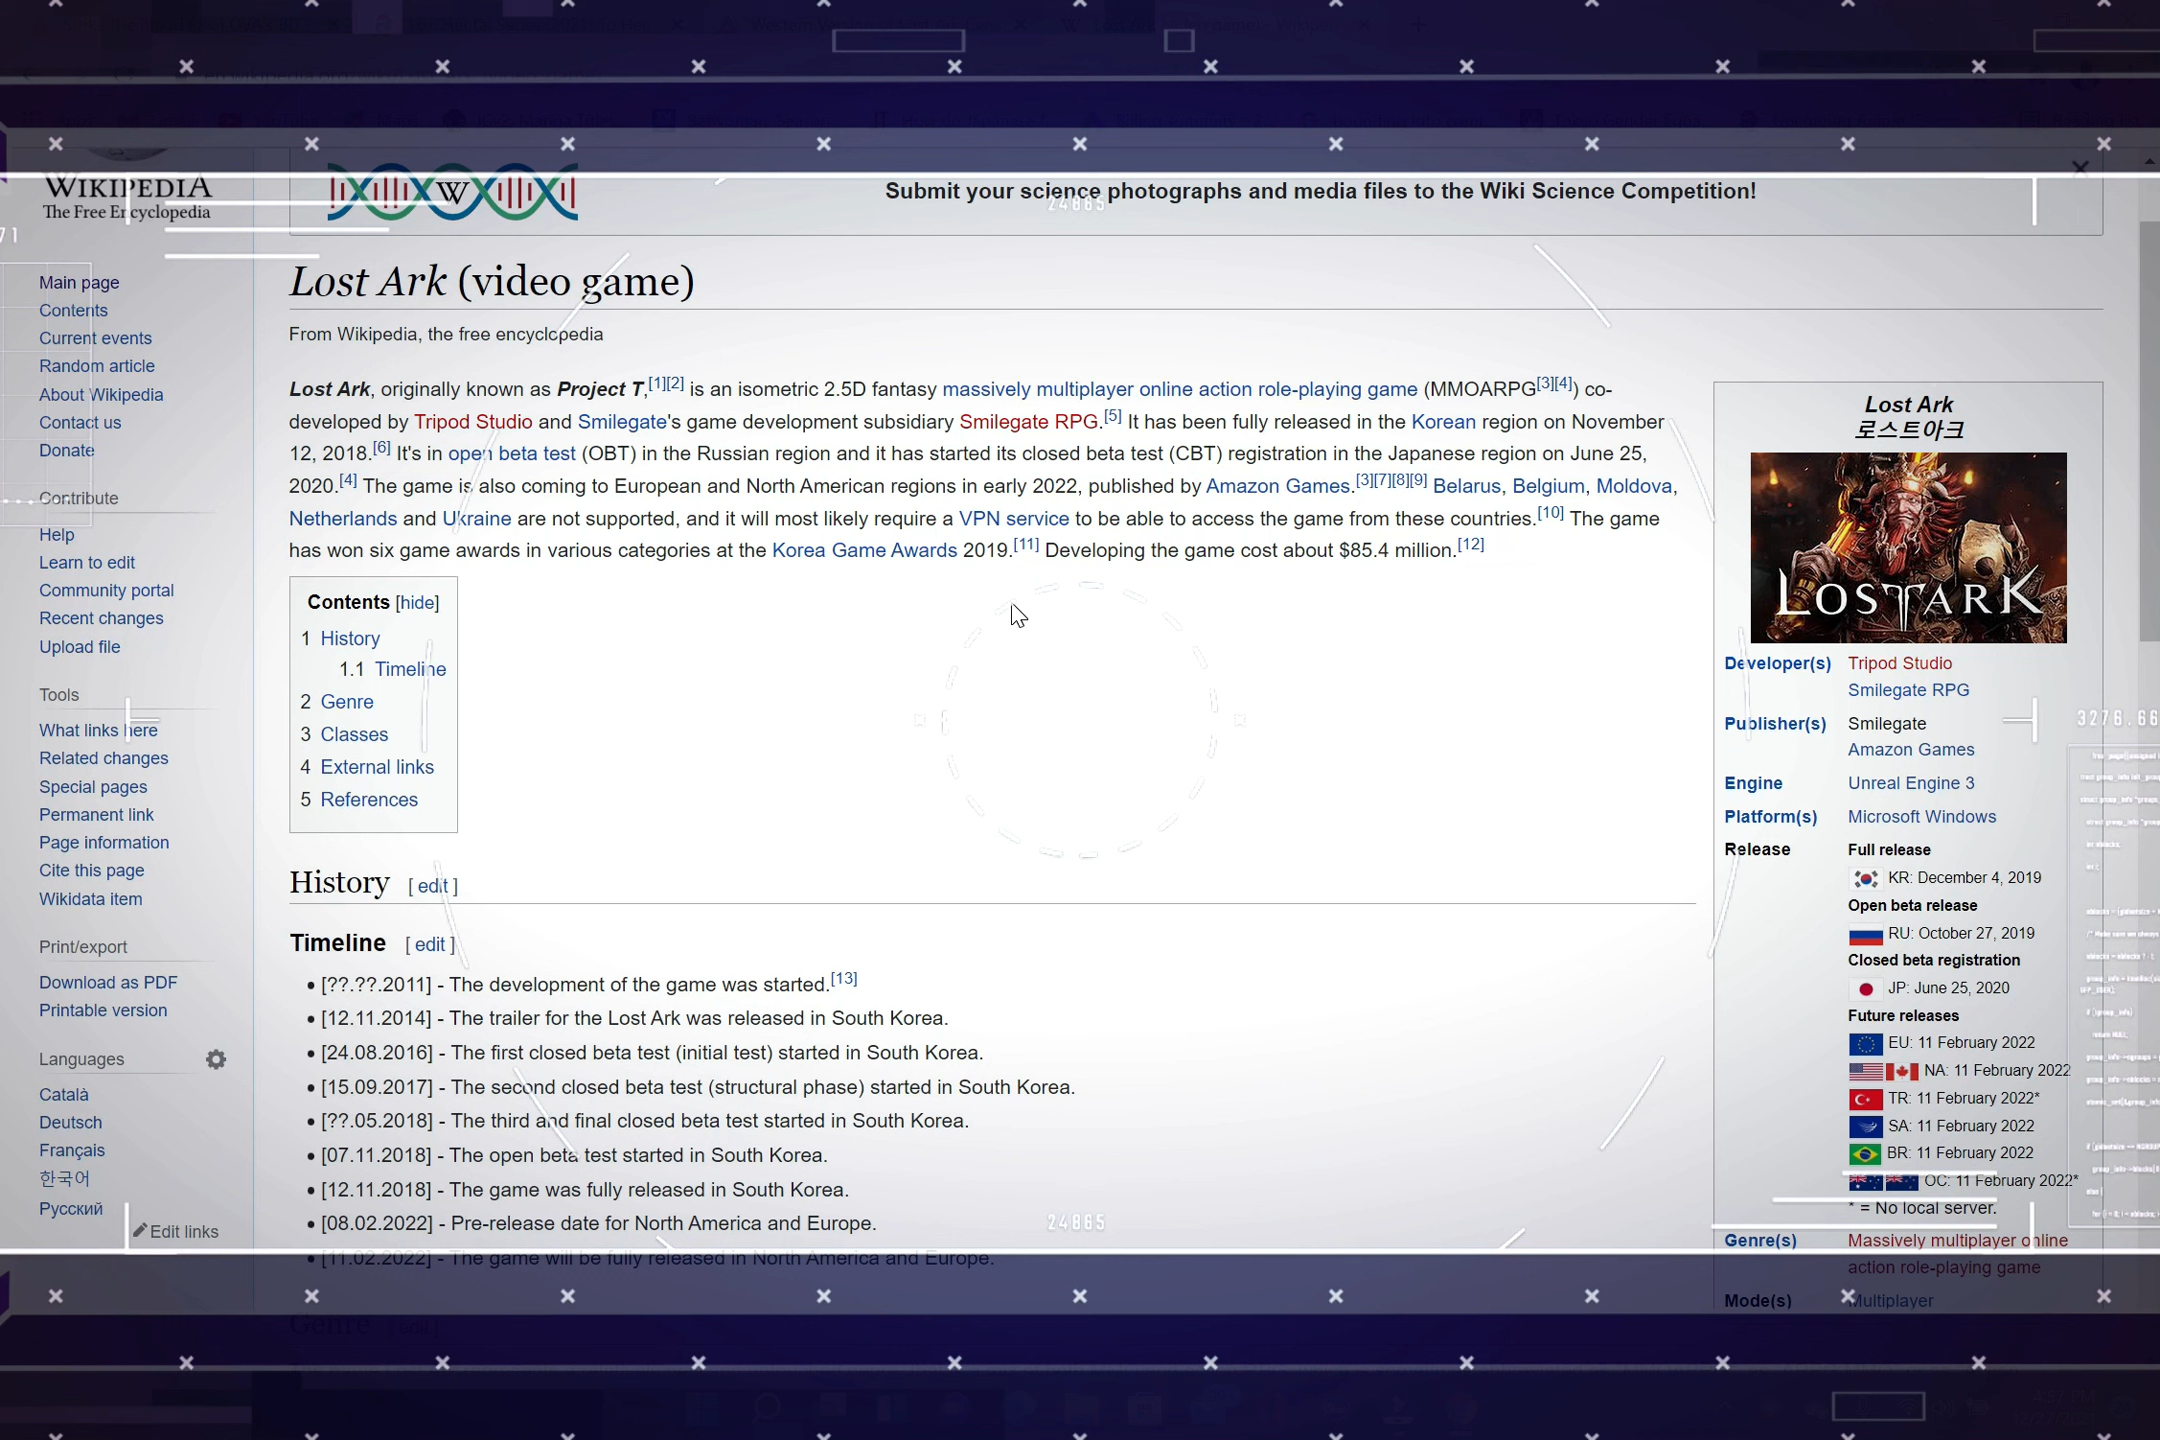 WIKIPEDIA
The Free Encyclopedia
W
Submit your science photographs and media files to the Wiki Science Competition!
24865
71
Main page
Contents
Current events
Random article
About Wikipedia
Contact us
Donate
Contribute
Help
Learn to edit
Community portal
Recent changes
Upload file
Tools
What links here
Related changes
Special pages
Permanent link
Page information
Cite this page
Wikidata item
Print/export
Download as PDF
Printable version
Languages
Català
Deutsch
Français
한국어
Русский
Edit links
Lost Ark (video game)
From Wikipedia, the free encyclopedia
Lost Ark, originally known as Project T,[1][2] is an isometric 2.5D fantasy massively multiplayer online action role-playing game (MMOARPG[3][4]) co-
developed by Tripod Studio and Smilegate's game development subsidiary Smilegate RPG.[5] It has been fully released in the Korean region on November
12, 2018.[6] It's in open beta test (OBT) in the Russian region and it has started its closed beta test (CBT) registration in the Japanese region on June 25,
2020.[4] The game is also coming to European and North American regions in early 2022, published by Amazon Games.[3][7][8][9] Belarus, Belgium, Moldova,
Netherlands and Ukraine are not supported, and it will most likely require a VPN service to be able to access the game from these countries.[10] The game
has won six game awards in various categories at the Korea Game Awards 2019.[11] Developing the game cost about $85.4 million.[12]
Contents [hide]
1 History
1.1 Timeline
2 Genre
3 Classes
4 External links
5 References
History [ edit ]
Timeline [ edit ]
• [??.??.2011] - The development of the game was started.[13]
• [12.11.2014] - The trailer for the Lost Ark was released in South Korea.
• [24.08.2016] - The first closed beta test (initial test) started in South Korea.
• [15.09.2017] - The second closed beta test (structural phase) started in South Korea.
• [??.05.2018] - The third and final closed beta test started in South Korea.
• [07.11.2018] - The open beta test started in South Korea.
• [12.11.2018] - The game was fully released in South Korea.
• [08.02.2022] - Pre-release date for North America and Europe.
• [11.02.2022] - The game will be fully released in North America and Europe.
24865
Genre [ edit ]
Lost Ark
로스트아크
LOST ARK
Developer(s) Tripod Studio
Smilegate RPG
Publisher(s) Smilegate
Amazon Games
Engine Unreal Engine 3
Platform(s) Microsoft Windows
Release Full release
KR: December 4, 2019
Open beta release
RU: October 27, 2019
Closed beta registration
JP: June 25, 2020
Future releases
EU: 11 February 2022
NA: 11 February 2022
TR: 11 February 2022*
SA: 11 February 2022
BR: 11 February 2022
OC: 11 February 2022*
* = No local server.
Genre(s) Massively multiplayer online
action role-playing game
Mode(s) Multiplayer
3276.66